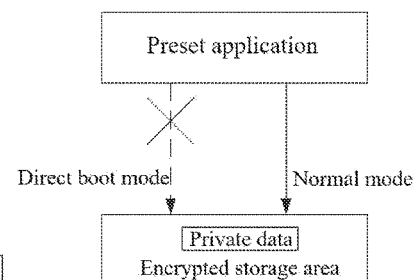 Preset application
Direct boot mode
Normal mode
Private data
Encrypted storage area